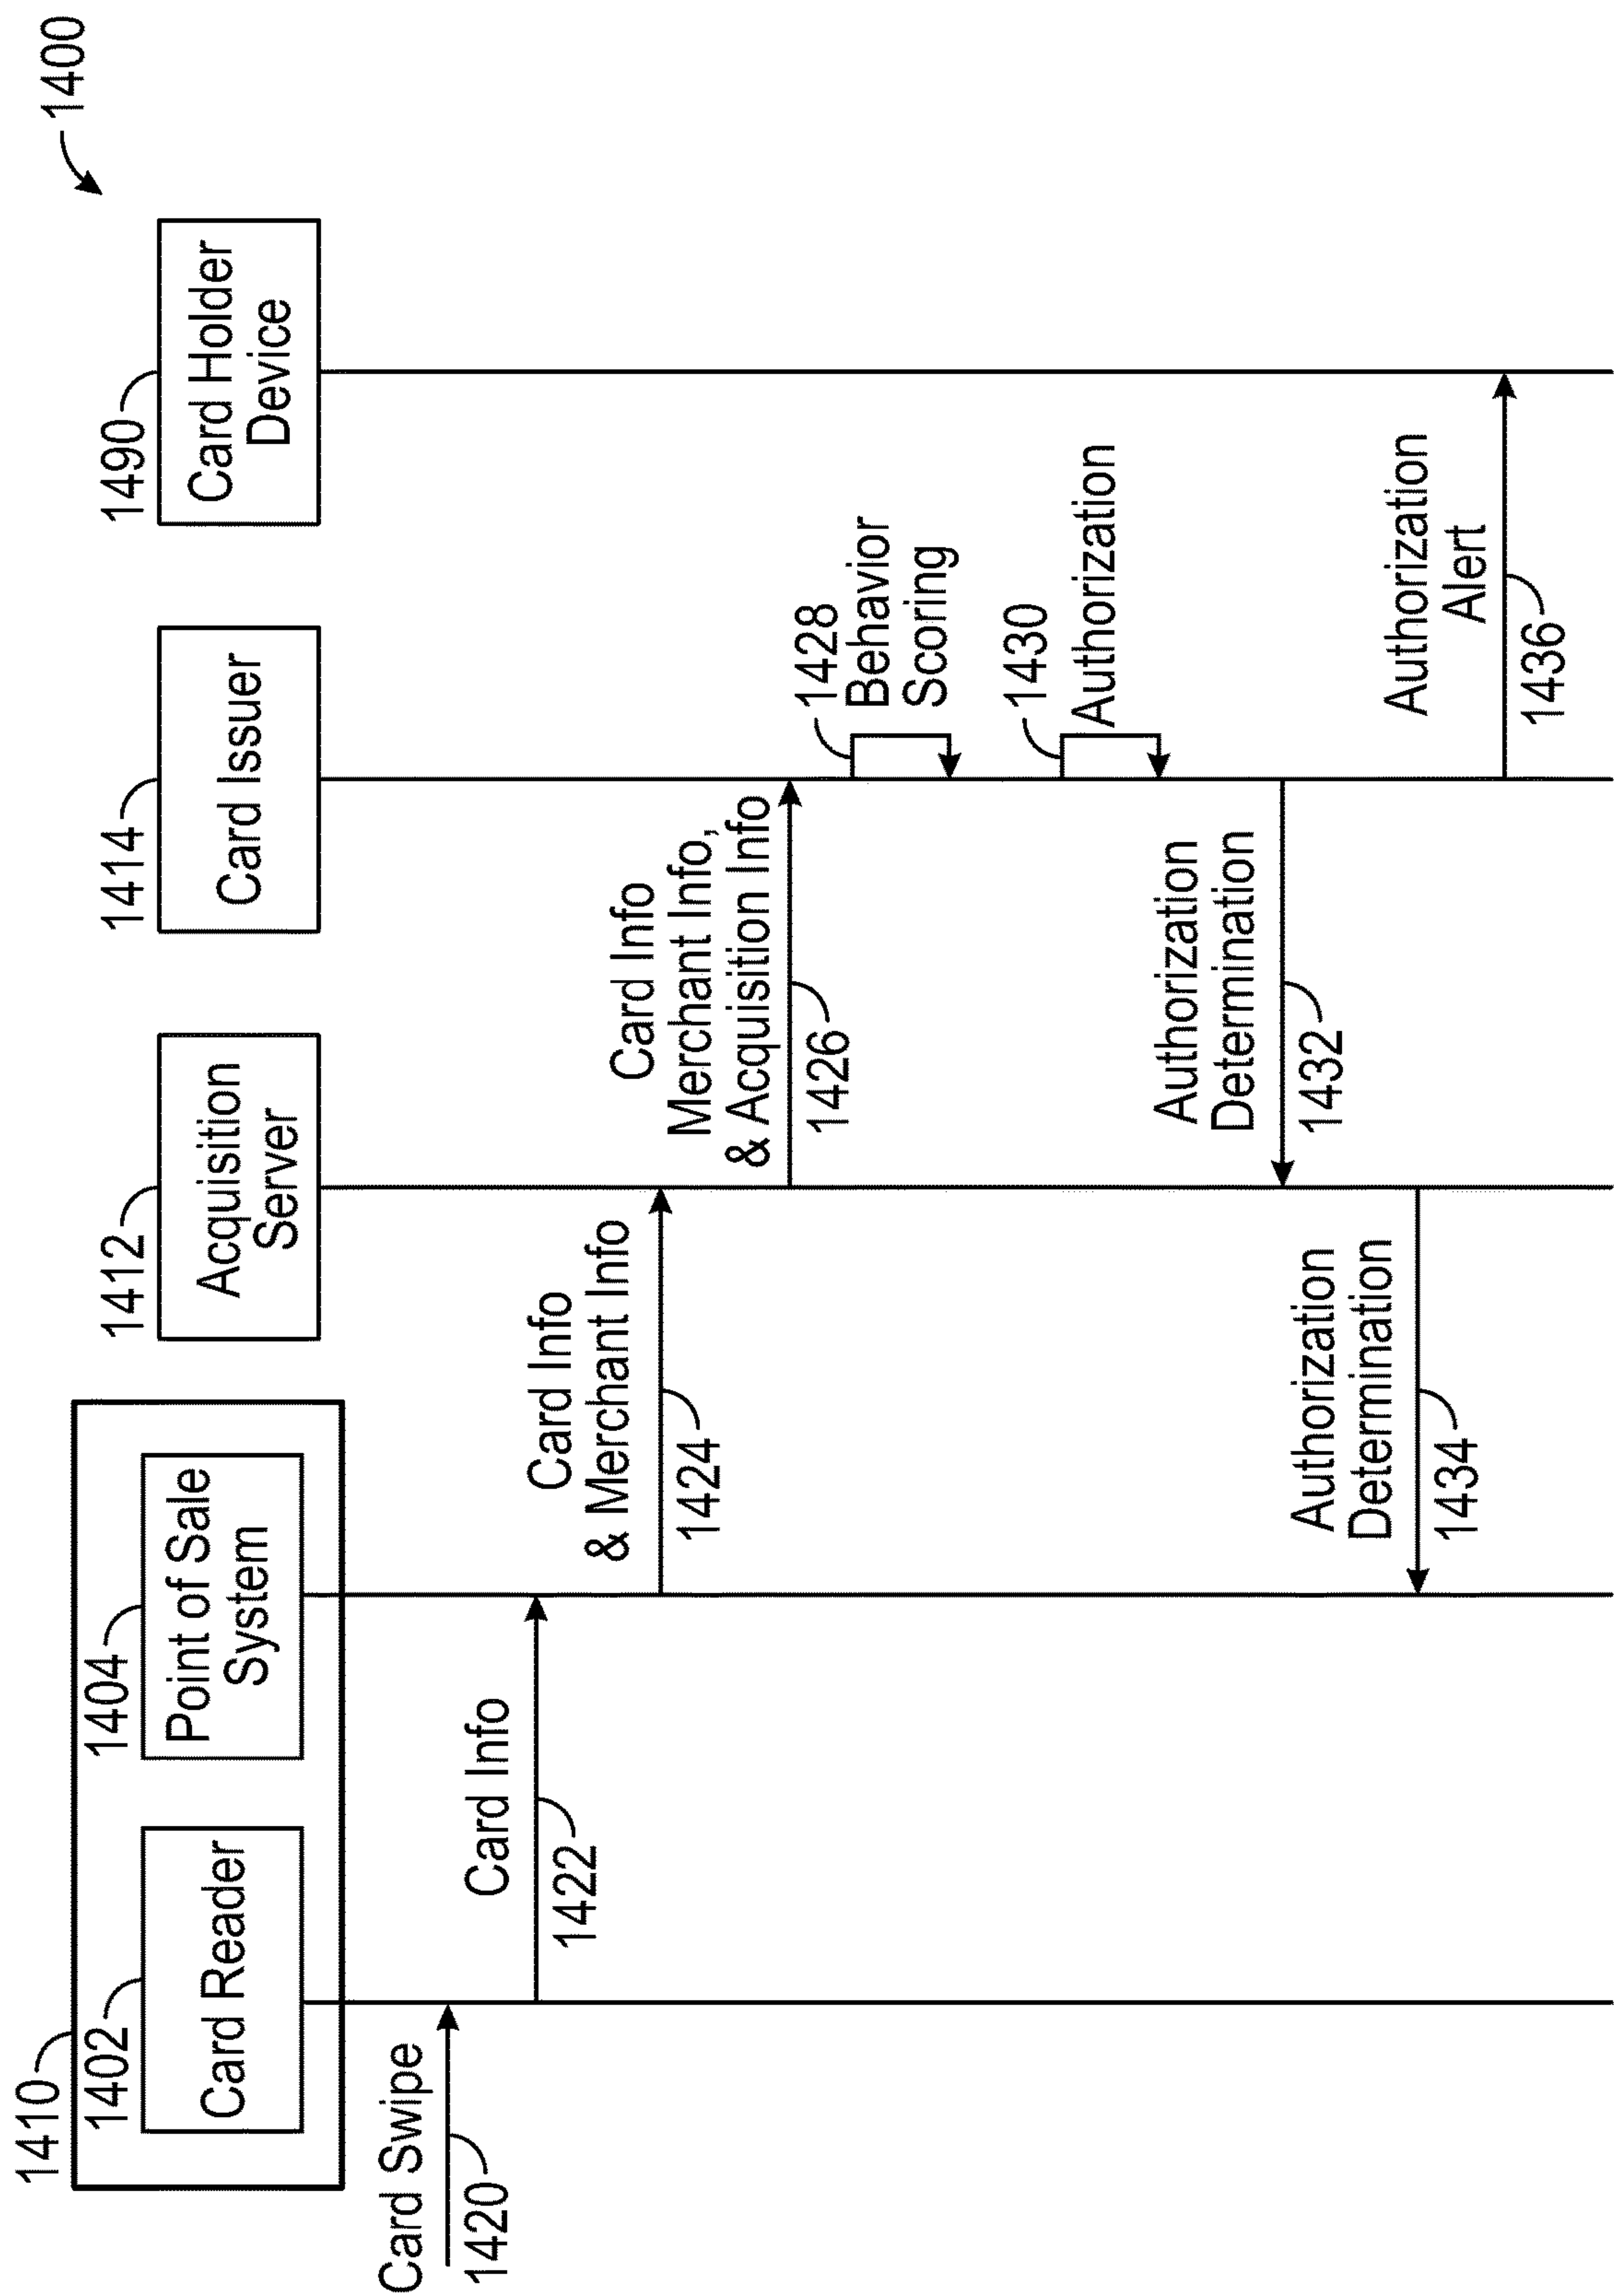 1400
1410
1402
Card Reader
1404
Point of Sale
System
1412
Acquisition
Server
1414
Card Issuer
1490
Card Holder
Device
Card Swipe
1420
Card Info
1422
Card Info
& Merchant Info
1424
Card Info
Merchant Info,
& Acquisition Info
1426
1428
Behavior
Scoring
1430
Authorization
Authorization
Determination
1432
Authorization
Determination
1434
Authorization
Alert
1436